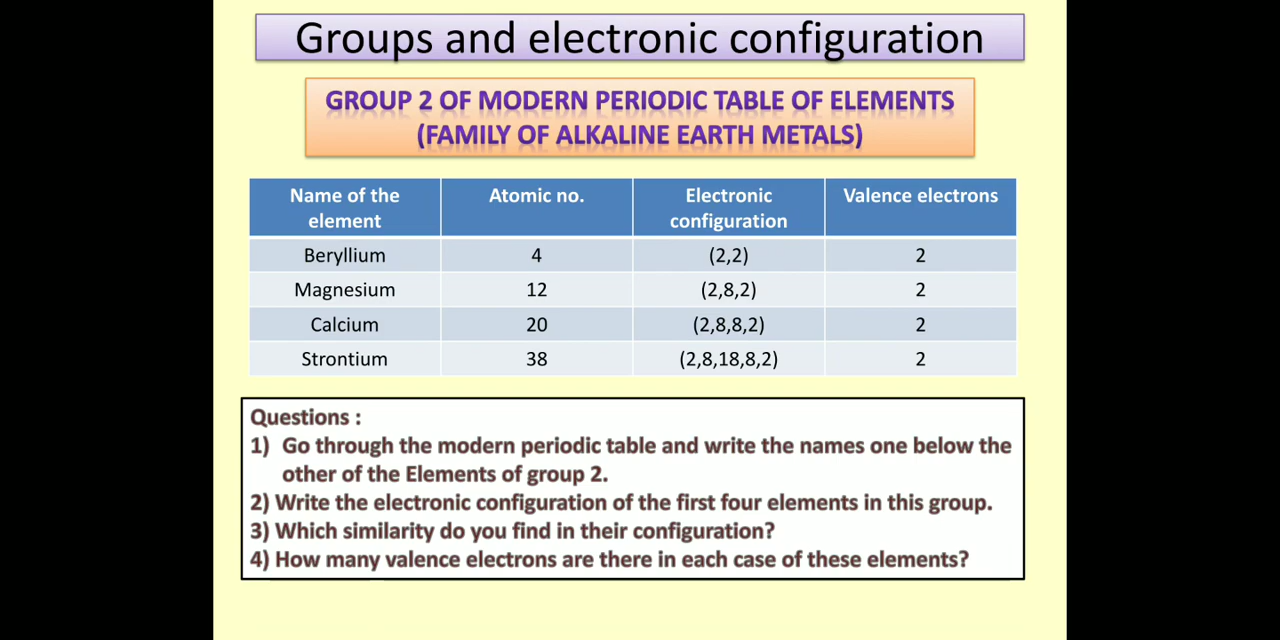 Groups and electronic configuration
GROUP 2 OF MODERN PERIODIC TABLE OF ELEMENTS
(FAMILY OF ALKALINE EARTH METALS)
Name of the element Atomic no. Electronic configuration Valence electrons
Beryllium 4 (2,2) 2
Magnesium 12 (2,8,2) 2
Calcium 20 (2,8,8,2) 2
Strontium 38 (2,8,18,8,2) 2
Questions :
1) Go through the modern periodic table and write the names one below the
other of the Elements of group 2.
2) Write the electronic configuration of the first four elements in this group.
3) Which similarity do you find in their configuration?
4) How many valence electrons are there in each case of these elements?